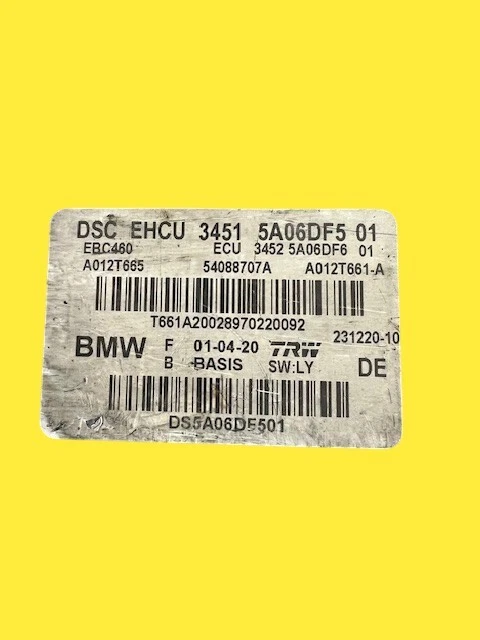 DSC EHCU 3451 5A06DF5 01
EBC460 ECU 3452 5A06DF6 01
A012T665 54088707A A012T661-A
T661A20028970220092
231220-10
BMW F 01-04-20 TRW
B BASIS SW:LY DE
DS5A06DF501